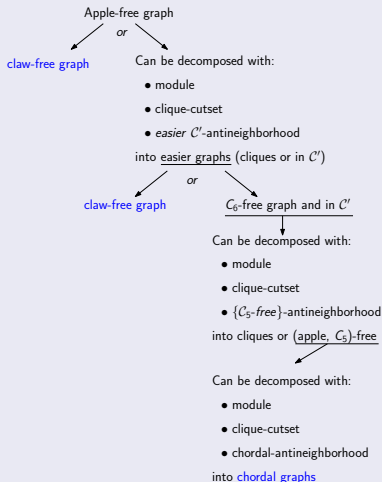 Apple-free graph
or
claw-free graph
Can be decomposed with:
• module
• clique-cutset
• easier C′-antineighborhood
into easier graphs (cliques or in C′)
or
claw-free graph
C₆-free graph and in C′
Can be decomposed with:
• module
• clique-cutset
• {C₅-free}-antineighborhood
into cliques or (apple, C₅)-free
Can be decomposed with:
• module
• clique-cutset
• chordal-antineighborhood
into chordal graphs